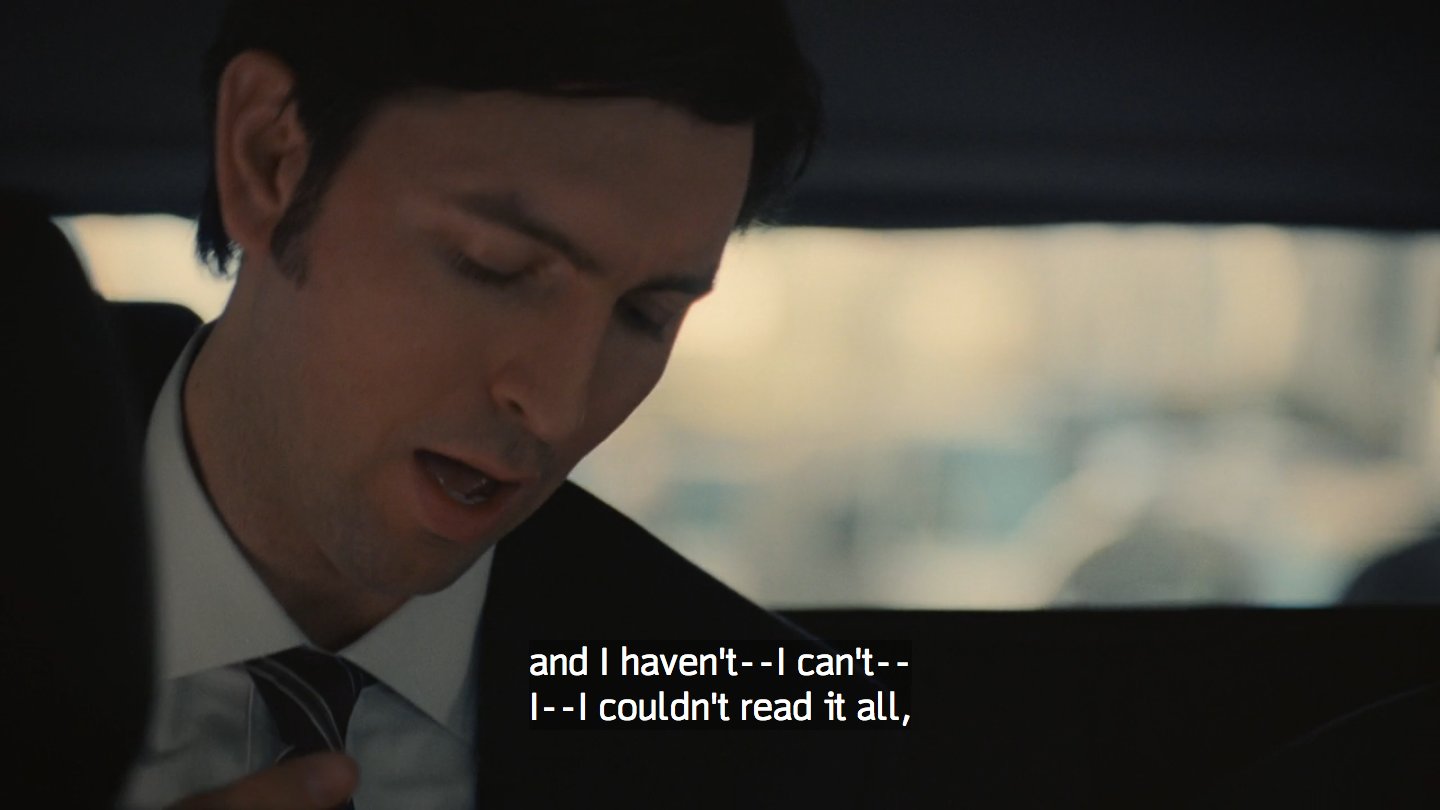 and I haven't--I can't--
I--I couldn't read it all,